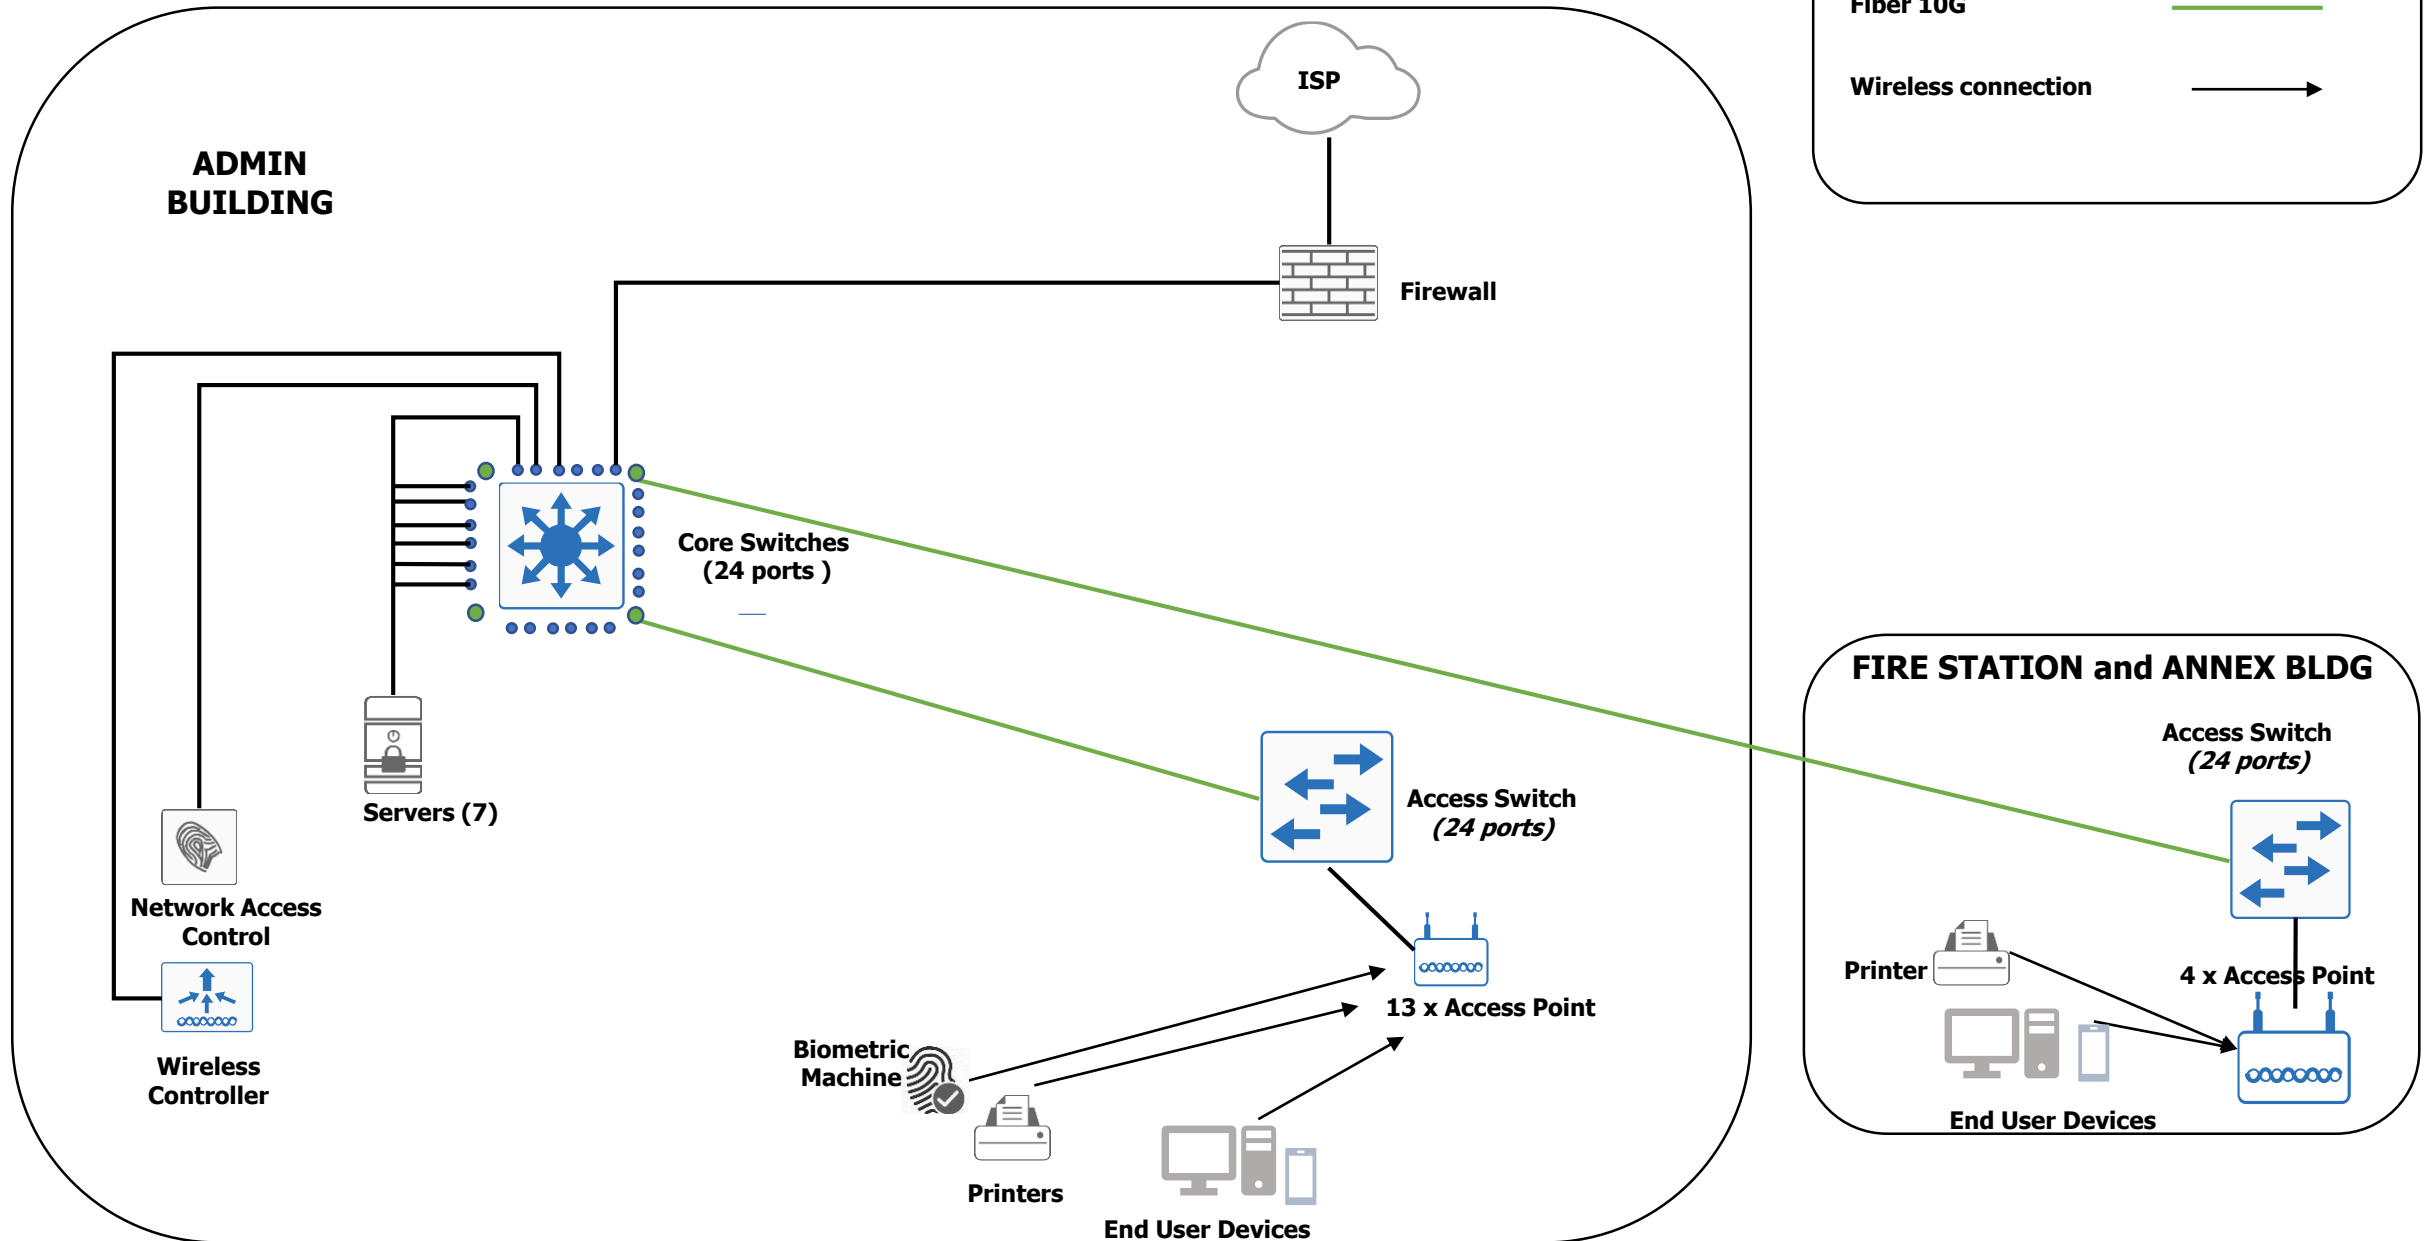 Fiber 10G
Wireless connection
ISP
ADMIN
BUILDING
Firewall
Core Switches
(24 ports )
FIRE STATION and ANNEX BLDG
Access Switch
(24 ports)
Access Switch
(24 ports)
Servers (7)
Network Access
Control
Printer
4 x Access Point
13 x Access Point
Biometric
Machine
Wireless
Controller
End User Devices
Printers
End User Devices